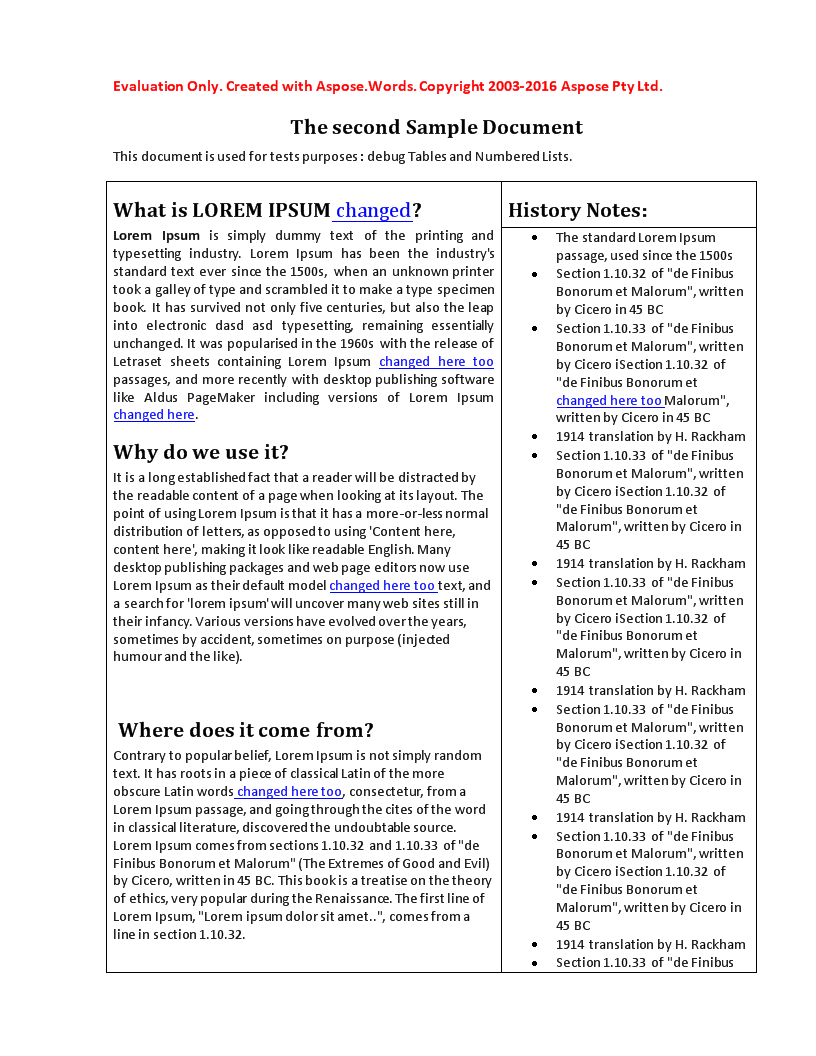 Evaluation Only. Created with Aspose.Words. Copyright 2003-2016 Aspose Pty Ltd.
The second Sample Document
This document is used for tests purposes : debug Tables and Numbered Lists.
What is LOREM IPSUM changed?
Lorem Ipsum is simply dummy text of the printing and
typesetting industry. Lorem Ipsum has been the industry's
standard text ever since the 1500s, when an unknown printer
took a galley of type and scrambled it to make a type specimen
book. It has survived not only five centuries, but also the leap
into electronic dasd asd typesetting, remaining essentially
unchanged. It was popularised in the 1960s with the release of
Letraset sheets containing Lorem Ipsum changed here too
passages, and more recently with desktop publishing software
like Aldus PageMaker including versions of Lorem Ipsum
changed here.
Why do we use it?
It is a long established fact that a reader will be distracted by
the readable content of a page when looking at its layout. The
point of using Lorem Ipsum is that it has a more-or-less normal
distribution of letters, as opposed to using 'Content here,
content here', making it look like readable English. Many
desktop publishing packages and web page editors now use
Lorem Ipsum as their default model changed here too text, and
a search for 'lorem ipsum' will uncover many web sites still in
their infancy. Various versions have evolved over the years,
sometimes by accident, sometimes on purpose (injected
humour and the like).
Where does it come from?
Contrary to popular belief, Lorem Ipsum is not simply random
text. It has roots in a piece of classical Latin of the more
obscure Latin words changed here too, consectetur, from a
Lorem Ipsum passage, and going through the cites of the word
in classical literature, discovered the undoubtable source.
Lorem Ipsum comes from sections 1.10.32 and 1.10.33 of "de
Finibus Bonorum et Malorum" (The Extremes of Good and Evil)
by Cicero, written in 45 BC. This book is a treatise on the theory
of ethics, very popular during the Renaissance. The first line of
Lorem Ipsum, "Lorem ipsum dolor sit amet..", comes from a
line in section 1.10.32.
History Notes:
• The standard Lorem Ipsum
passage, used since the 1500s
• Section 1.10.32 of "de Finibus
Bonorum et Malorum", written
by Cicero in 45 BC
• Section 1.10.33 of "de Finibus
Bonorum et Malorum", written
by Cicero iSection 1.10.32 of
"de Finibus Bonorum et
changed here too Malorum",
written by Cicero in 45 BC
• 1914 translation by H. Rackham
• Section 1.10.33 of "de Finibus
Bonorum et Malorum", written
by Cicero iSection 1.10.32 of
"de Finibus Bonorum et
Malorum", written by Cicero in
45 BC
• 1914 translation by H. Rackham
• Section 1.10.33 of "de Finibus
Bonorum et Malorum", written
by Cicero iSection 1.10.32 of
"de Finibus Bonorum et
Malorum", written by Cicero in
45 BC
• 1914 translation by H. Rackham
• Section 1.10.33 of "de Finibus
Bonorum et Malorum", written
by Cicero iSection 1.10.32 of
"de Finibus Bonorum et
Malorum", written by Cicero in
45 BC
• 1914 translation by H. Rackham
• Section 1.10.33 of "de Finibus
Bonorum et Malorum", written
by Cicero iSection 1.10.32 of
"de Finibus Bonorum et
Malorum", written by Cicero in
45 BC
• 1914 translation by H. Rackham
• Section 1.10.33 of "de Finibus